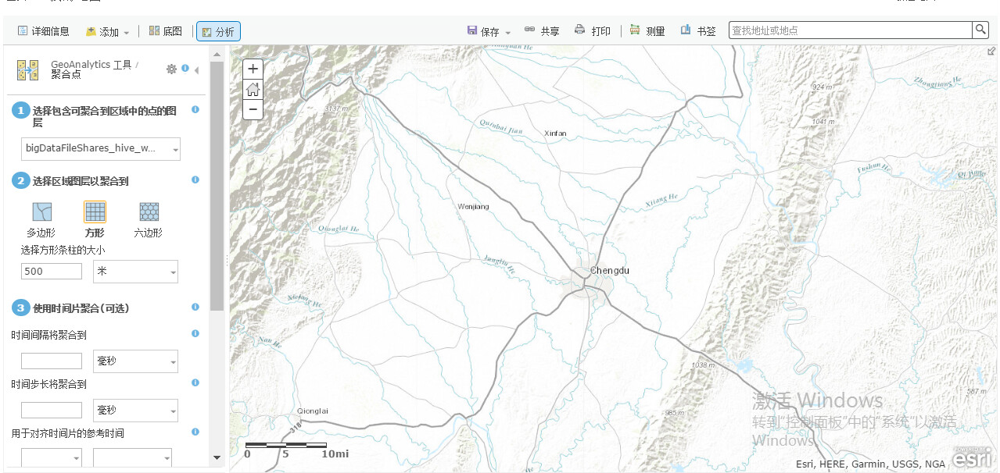 详细信息 添加 底图 分析 保存 共享 打印 测量 书签 查找地址或地点
GeoAnalytics 工具 /
聚合点
1 选择包含可聚合到区域中的点的图
层
bigDataFileShares_hive_w...
2 选择区域图层以聚合到
多边形 方形 六边形
选择方形条柱的大小
500 米
3 使用时间片聚合(可选)
时间间隔将聚合到
毫秒
时间步长将聚合到
毫秒
用于对齐时间片的参考时间
+
−
3137 m
Qingbai Jian
Xinfan
924 m
1041 m
Zhongjiang He
Fushun He
Xijiang He
Wenjiang
Qionglai He
Yangliu He
Chengdu
Xiejiang He
Nan He
1038 m
985 m
587 m
Qionglai
318
激活 Windows
转到“控制面板”中的“系统”以激活
Windows。
0 5 10mi
Esri, HERE, Garmin, USGS, NGA
POWERED BY
esri